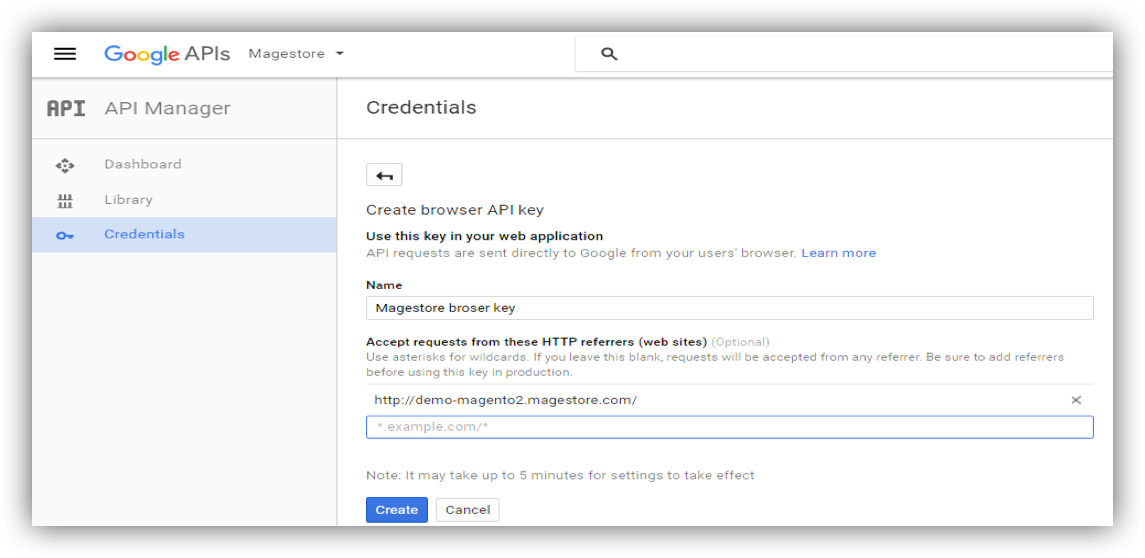 Google APIs Magestore
API API Manager
Credentials
Dashboard
Library
Credentials
Create browser API key
Use this key in your web application
API requests are sent directly to Google from your users' browser. Learn more
Name
Magestore broser key
Accept requests from these HTTP referrers (web sites) (Optional)
Use asterisks for wildcards. If you leave this blank, requests will be accepted from any referrer. Be sure to add referrers
before using this key in production.
http://demo-magento2.magestore.com/
*.example.com/*
Note: It may take up to 5 minutes for settings to take effect
Create Cancel